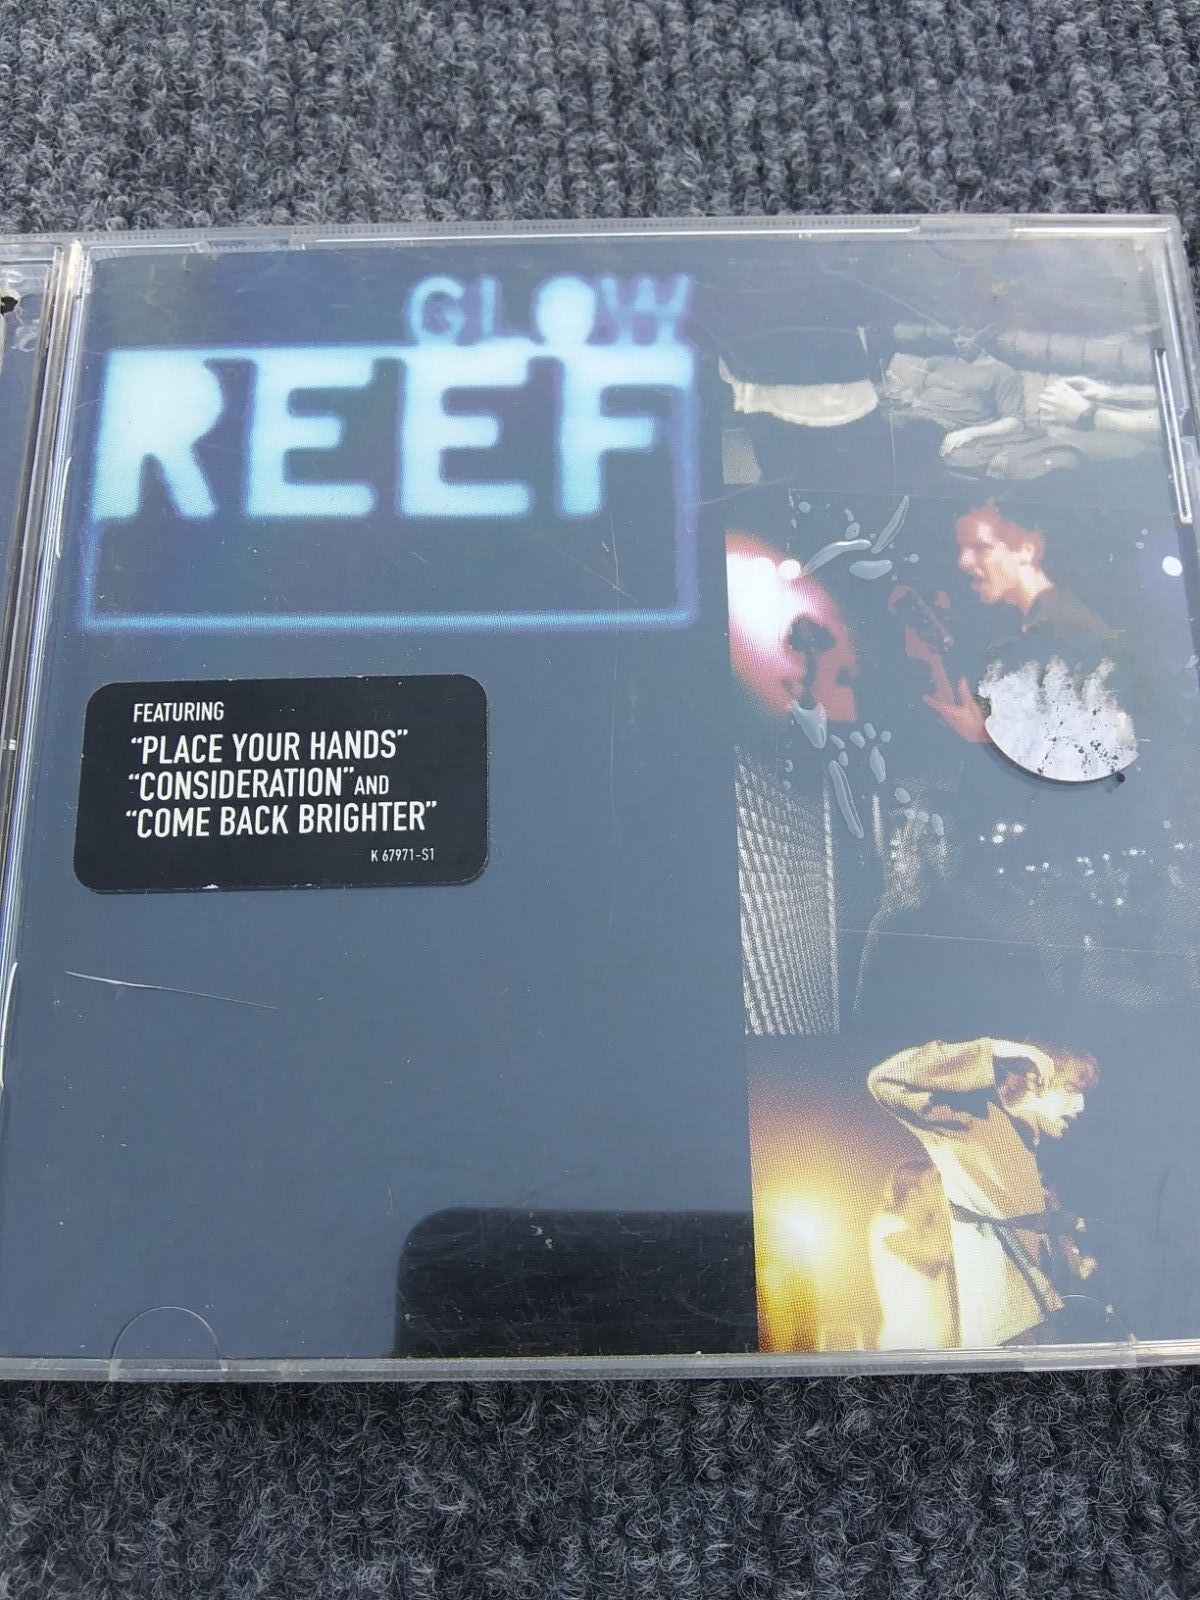 GLOW
REEF
FEATURING
“PLACE YOUR HANDS”
“CONSIDERATION” AND
“COME BACK BRIGHTER”
K 67971-S1